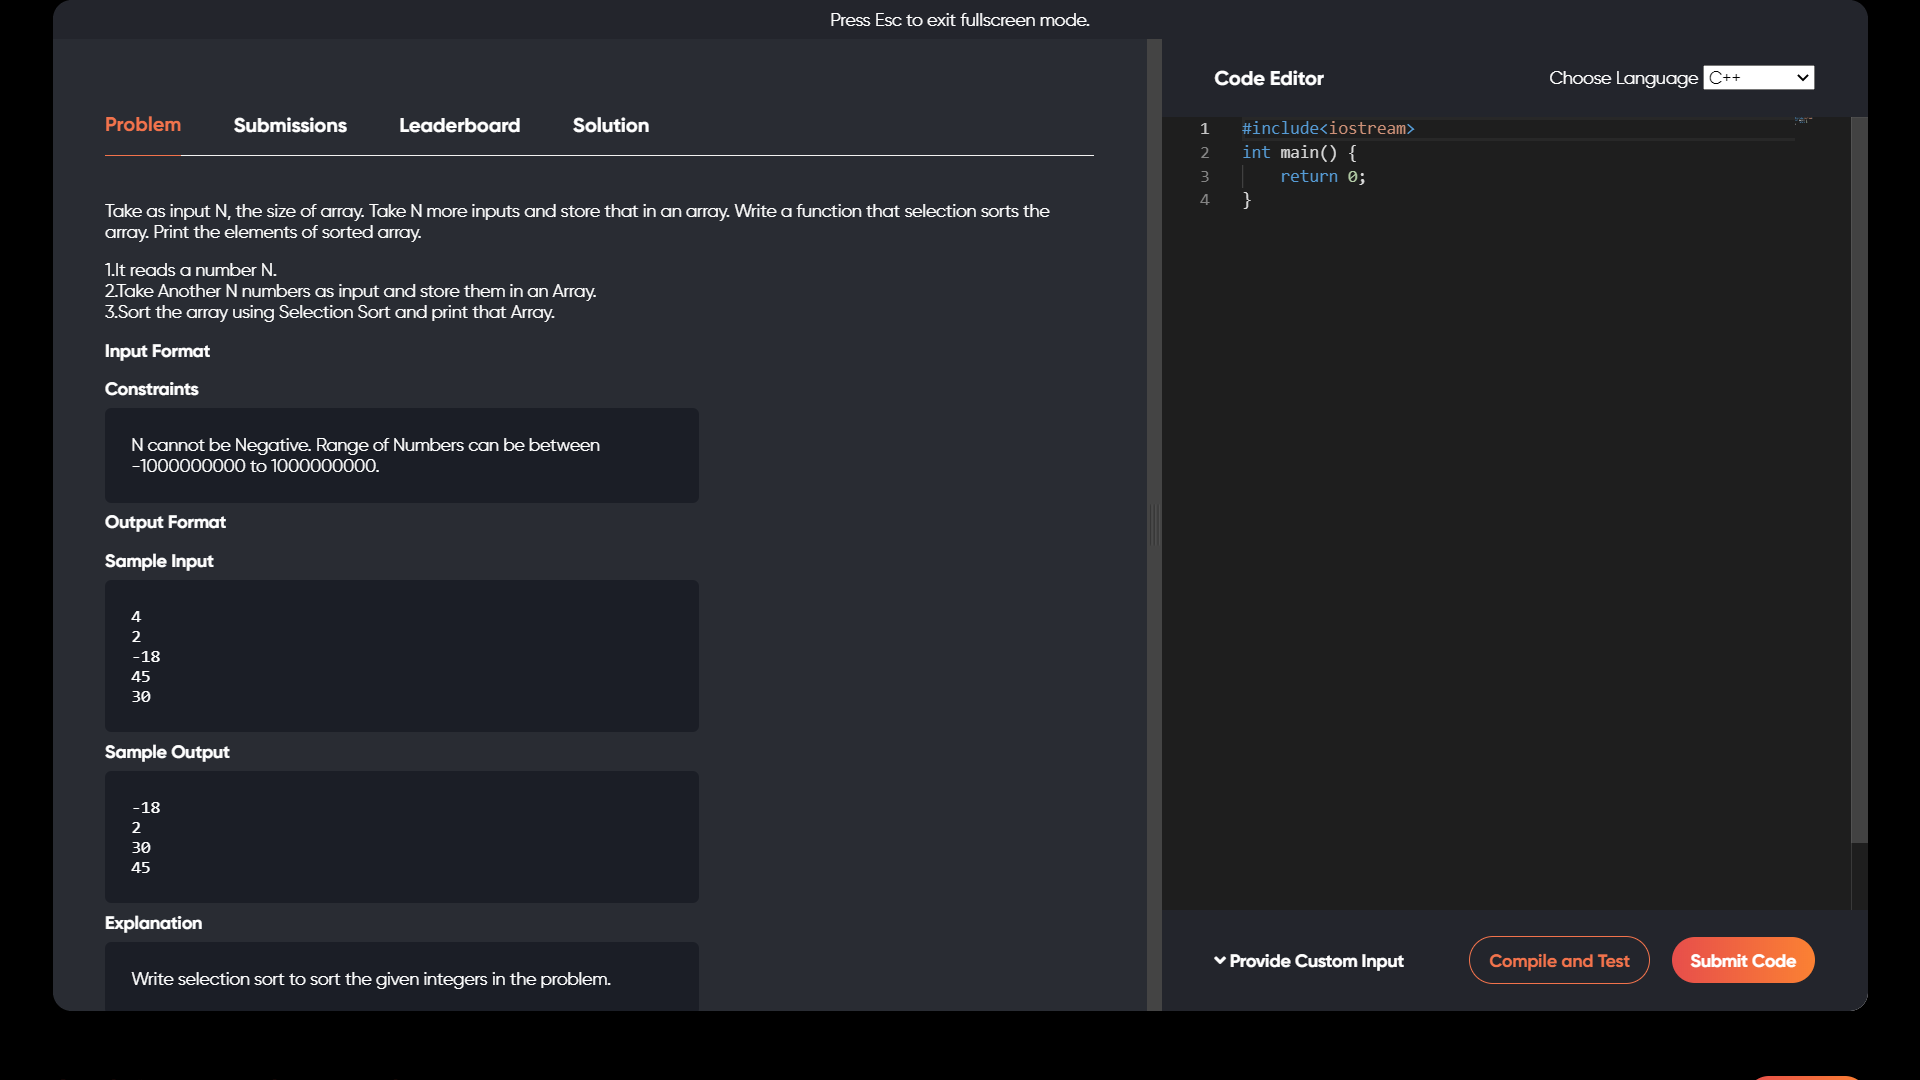 Press Esc to exit fullscreen mode.
Problem
Submissions
Leaderboard
Solution
Take as input N, the size of array. Take N more inputs and store that in an array. Write a function that selection sorts the
array. Print the elements of sorted array.
1.It reads a number N.
2.Take Another N numbers as input and store them in an Array.
3.Sort the array using Selection Sort and print that Array.
Input Format
Constraints
N cannot be Negative. Range of Numbers can be between
-1000000000 to 1000000000.
Output Format
Sample Input
4
2
-18
45
30
Sample Output
-18
2
30
45
Explanation
Write selection sort to sort the given integers in the problem.
Code Editor
Choose Language C++
1 #include<iostream>
2 int main() {
3     return 0;
4 }
Provide Custom Input
Compile and Test
Submit Code